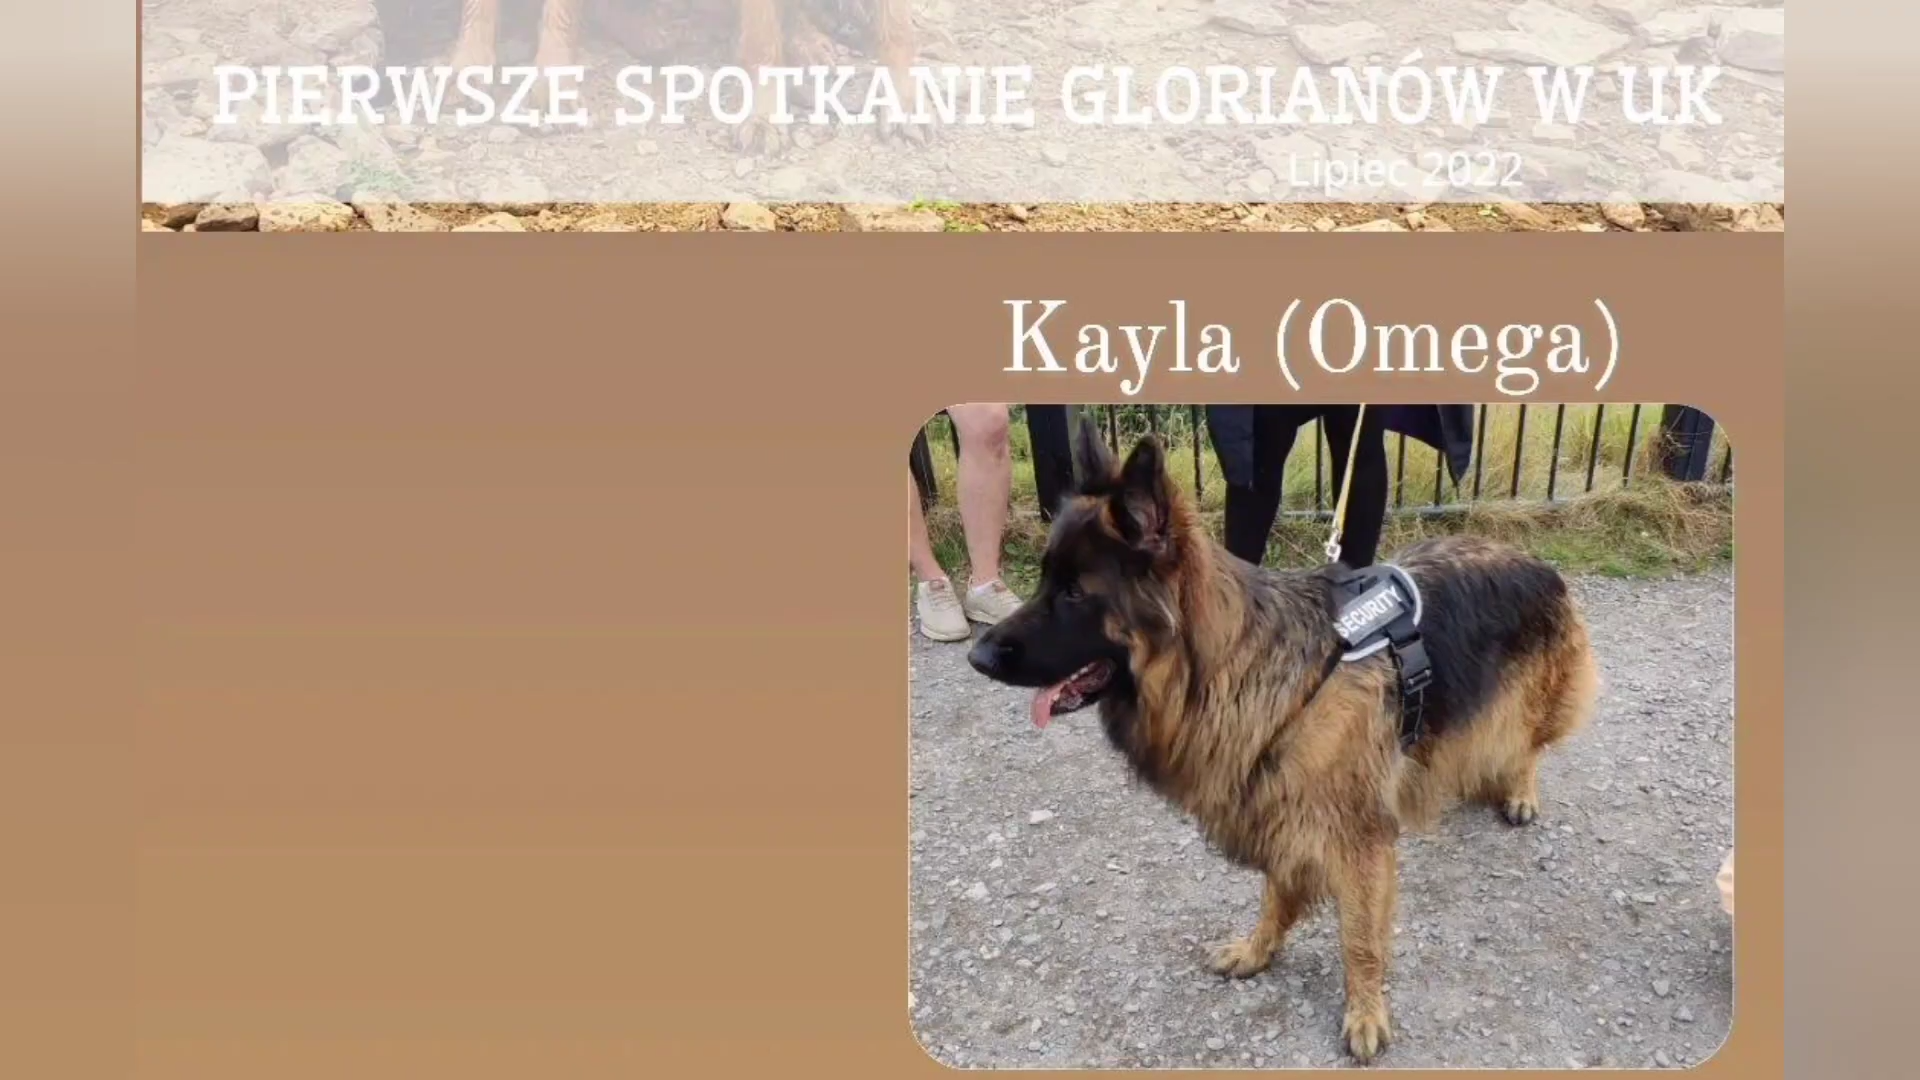 PIERWSZE SPOTKANIE GLORIANÓW W UK
Lipiec 2022
Kayla (Omega)
SECURITY